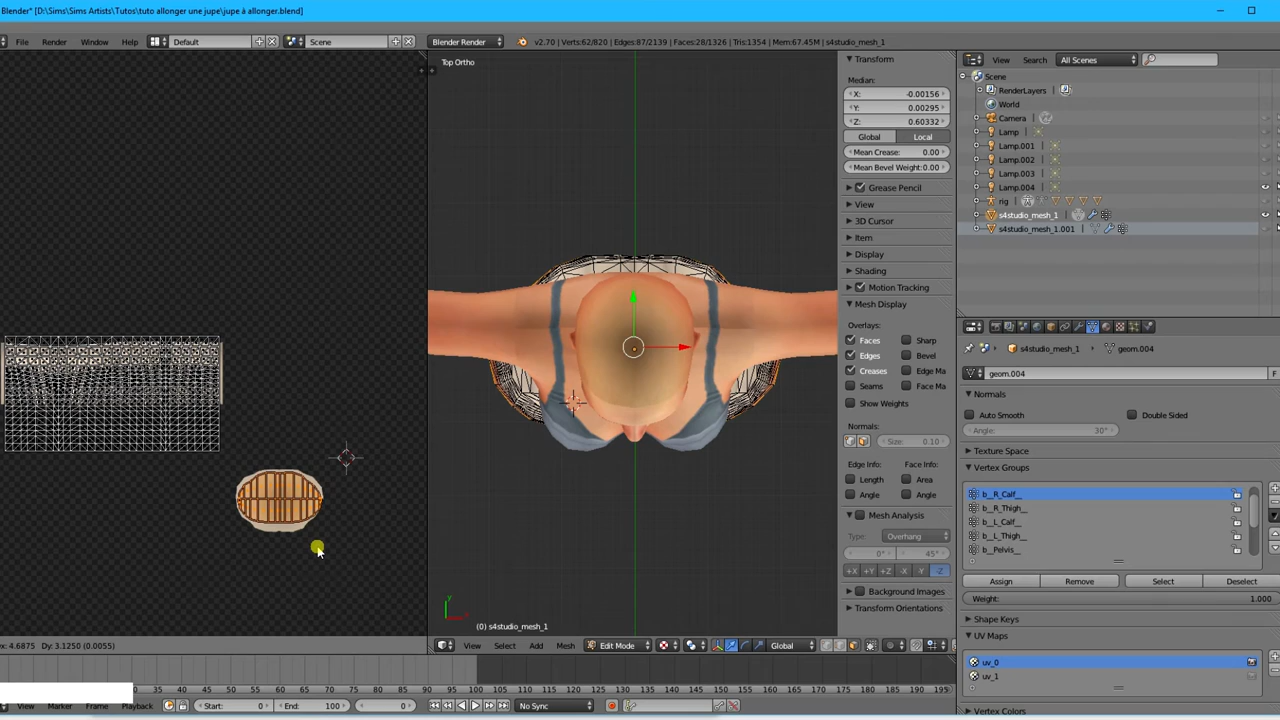 Blender* [D:\Sims\Sims Artists\Tutos\tuto allonger une jupe\jupe à allonger.blend]
File Render Window Help Default Scene Blender Render v2.70 | Verts:62/820 | Edges:87/2139 | Faces:28/1326 | Tris:1354 | Mem:67.45M | s4studio_mesh_1
View Search All Scenes
Top Ortho
Transform
Median:
X: -0.00156
Y: 0.00295
Z: 0.60332
Global Local
Mean Crease: 0.00
Mean Bevel Weight:0.00
Grease Pencil
View
3D Cursor
Item
Display
Shading
Motion Tracking
Mesh Display
Overlays:
Faces Sharp
Edges Bevel
Creases Edge Ma
Seams Face Ma
Show Weights
Normals:
Size: 0.10
Edge Info: Face Info:
Length Area
Angle Angle
Mesh Analysis
Type: Overhang
0° 45°
+X +Y +Z -X -Y -Z
Background Images
Transform Orientations
Scene
RenderLayers
World
Camera
Lamp
Lamp.001
Lamp.002
Lamp.003
Lamp.004
rig
s4studio_mesh_1
s4studio_mesh_1.001
s4studio_mesh_1 geom.004
geom.004 F
Normals
Auto Smooth Double Sided
Angle: 30°
Texture Space
Vertex Groups
b__R_Calf__
b__R_Thigh__
b__L_Calf__
b__L_Thigh__
b__Pelvis__
Assign Remove Select Deselect
Weight: 1.000
Shape Keys
UV Maps
uv_0
uv_1
Vertex Colors
y
(0) s4studio_mesh_1
x: 4.6875 Dy: 3.1250 (0.0055)
View Select Add Mesh Edit Mode Global
30 35 40 45 50 55 60 65 70 75 80 85 90 95 100 105 110 115 120 125 130 135 140 145 150 155 160 165 170 175 180 185 190 195
View Marker Frame Playback Start: 0 End: 100 0 No Sync